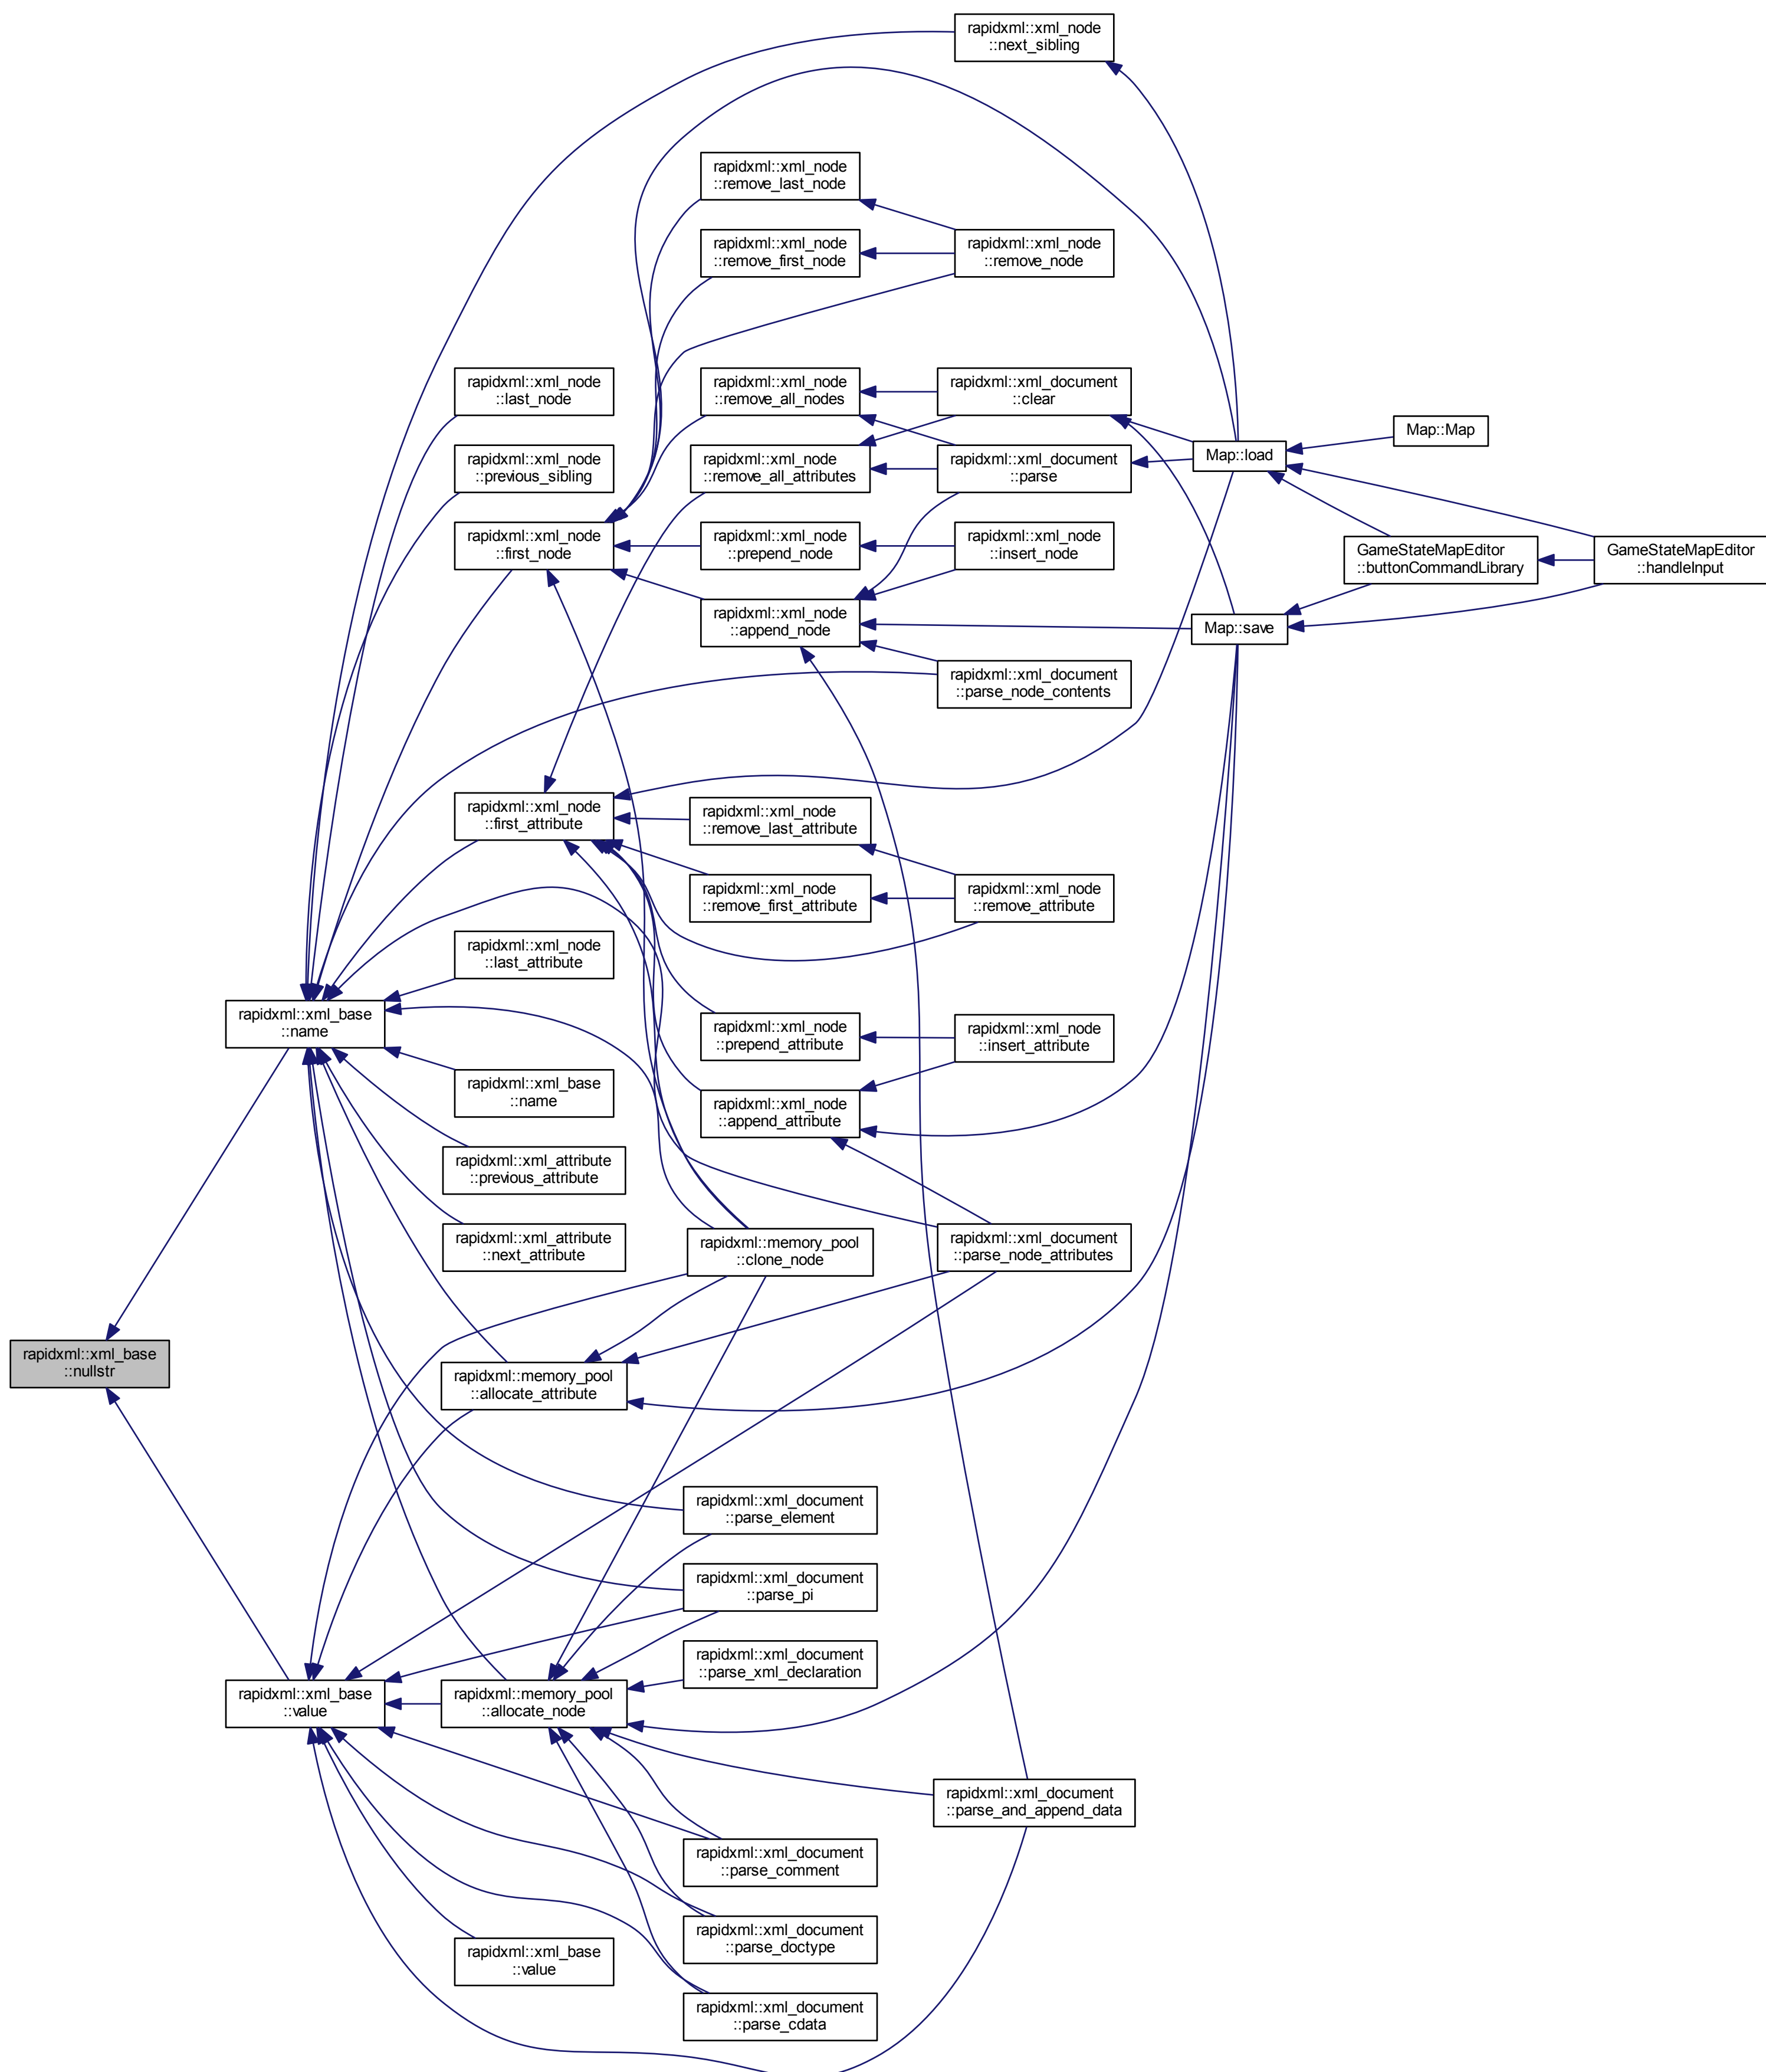 rapidxml::xml_node
::next_sibling
rapidxml::xml_node
::remove_last_node
rapidxml::xml_node
::remove_first_node
rapidxml::xml_node
::remove_node
rapidxml::xml_node
::last_node
rapidxml::xml_node
::remove_all_nodes
rapidxml::xml_document
::clear
Map::Map
rapidxml::xml_node
::previous_sibling
rapidxml::xml_node
::remove_all_attributes
rapidxml::xml_document
::parse
Map::load
rapidxml::xml_node
::first_node
rapidxml::xml_node
::prepend_node
rapidxml::xml_node
::insert_node
GameStateMapEditor
::buttonCommandLibrary
GameStateMapEditor
::handleInput
rapidxml::xml_node
::append_node
Map::save
rapidxml::xml_document
::parse_node_contents
rapidxml::xml_node
::first_attribute
rapidxml::xml_node
::remove_last_attribute
rapidxml::xml_node
::remove_first_attribute
rapidxml::xml_node
::remove_attribute
rapidxml::xml_node
::last_attribute
rapidxml::xml_base
::name
rapidxml::xml_node
::prepend_attribute
rapidxml::xml_node
::insert_attribute
rapidxml::xml_base
::name
rapidxml::xml_node
::append_attribute
rapidxml::xml_attribute
::previous_attribute
rapidxml::xml_attribute
::next_attribute
rapidxml::memory_pool
::clone_node
rapidxml::xml_document
::parse_node_attributes
rapidxml::xml_base
::nullstr
rapidxml::memory_pool
::allocate_attribute
rapidxml::xml_document
::parse_element
rapidxml::xml_document
::parse_pi
rapidxml::xml_document
::parse_xml_declaration
rapidxml::xml_base
::value
rapidxml::memory_pool
::allocate_node
rapidxml::xml_document
::parse_and_append_data
rapidxml::xml_document
::parse_comment
rapidxml::xml_document
::parse_doctype
rapidxml::xml_base
::value
rapidxml::xml_document
::parse_cdata